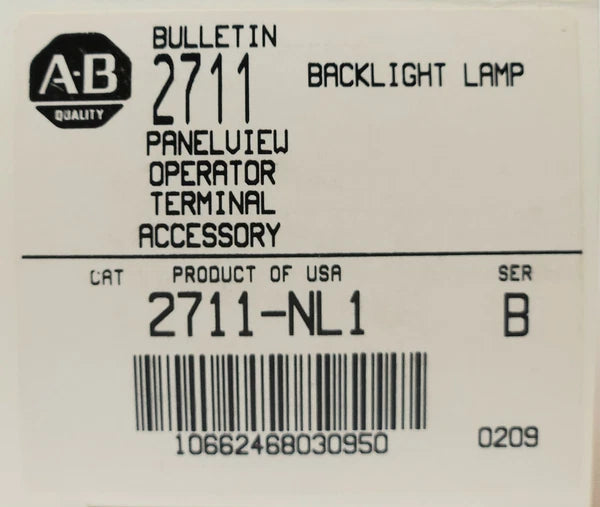 A-B
QUALITY
BULLETIN
2711
PANELVIEW
OPERATOR
TERMINAL
ACCESSORY
BACKLIGHT LAMP
CAT
PRODUCT OF USA
SER
2711-NL1
B
10662468030950
0209